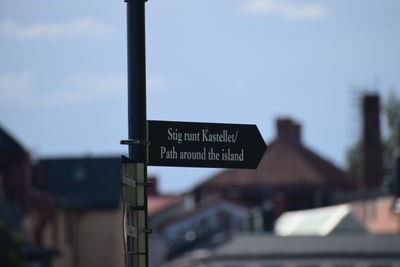 Stig runt Kastellet/
Path around the island